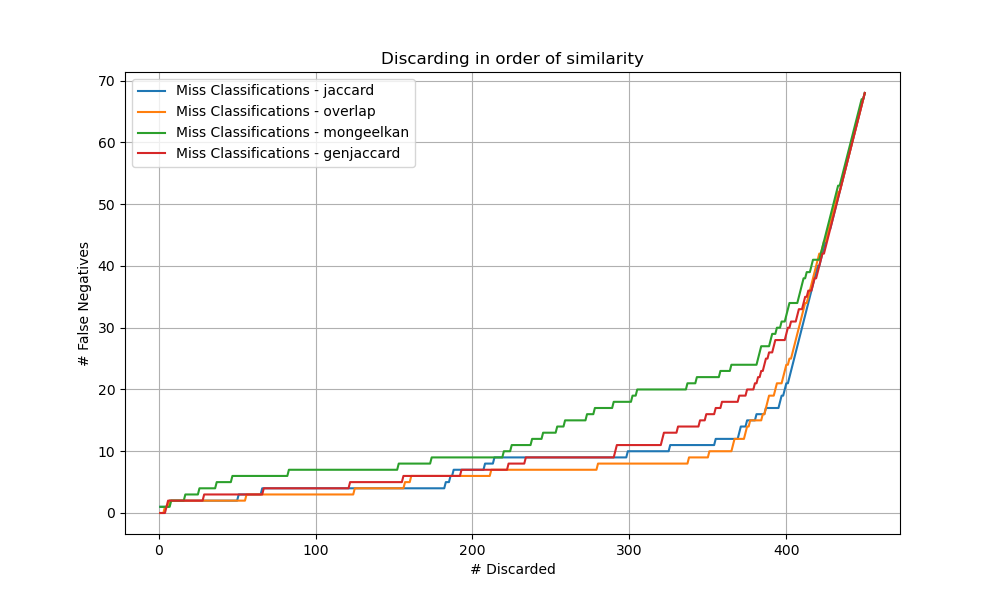 Discarding in order of similarity
Miss Classifications - jaccard
Miss Classifications - overlap
Miss Classifications - mongeelkan
Miss Classifications - genjaccard
# False Negatives
70
60
50
40
30
20
10
0
0 100 200 300 400
# Discarded